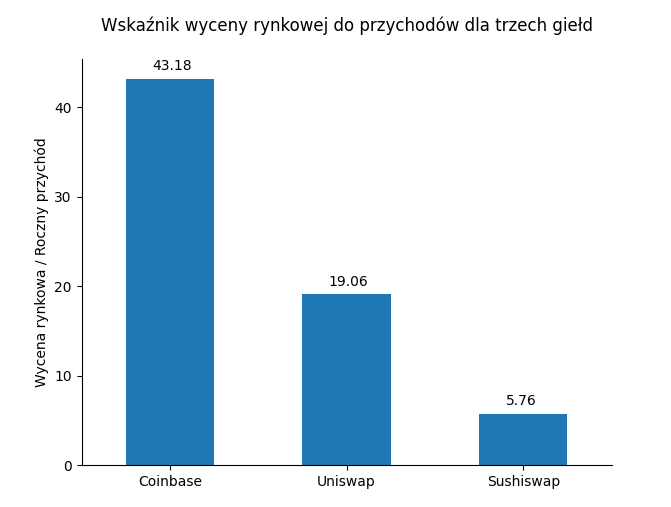 Wskaźnik wyceny rynkowej do przychodów dla trzech giełd
Wycena rynkowa / Roczny przychód
40
30
20
10
0
43.18
19.06
5.76
Coinbase
Uniswap
Sushiswap